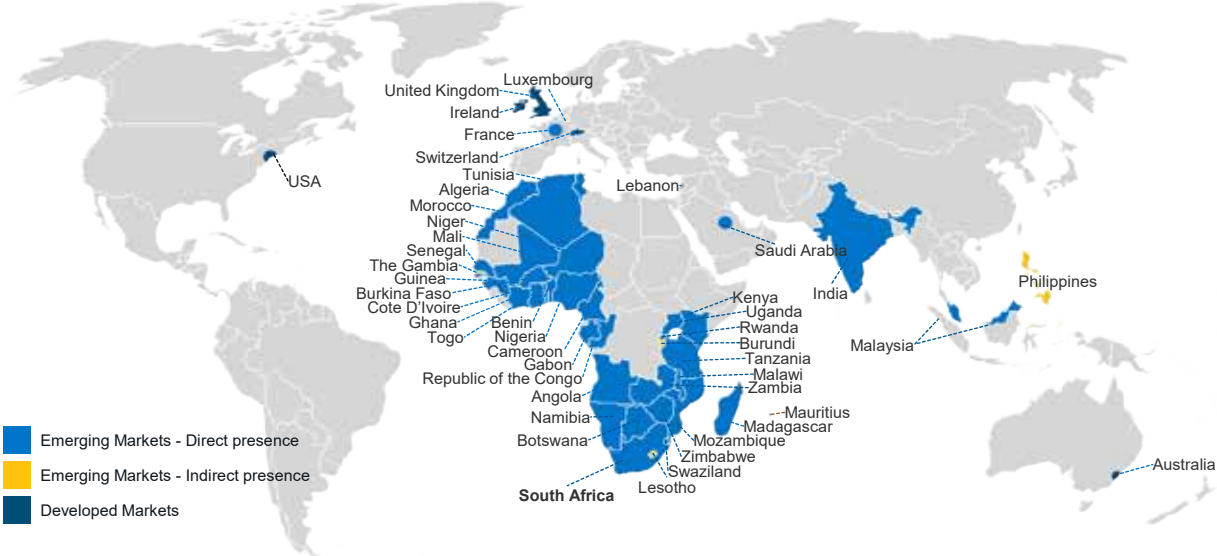 Luxembourg
United Kingdom
Ireland
France
Switzerland
USA
Tunisia
Algeria
Morocco
Niger
Mali
Senegal
The Gambia
Guinea
Burkina Faso
Cote D'Ivoire
Ghana
Togo
Benin
Nigeria
Cameroon
Gabon
Republic of the Congo
Angola
Namibia
Botswana
South Africa
Lebanon
Saudi Arabia
India
Philippines
Malaysia
Kenya
Uganda
Rwanda
Burundi
Tanzania
Malawi
Zambia
Mauritius
Madagascar
Mozambique
Zimbabwe
Swaziland
Lesotho
Australia
Emerging Markets - Direct presence
Emerging Markets - Indirect presence
Developed Markets